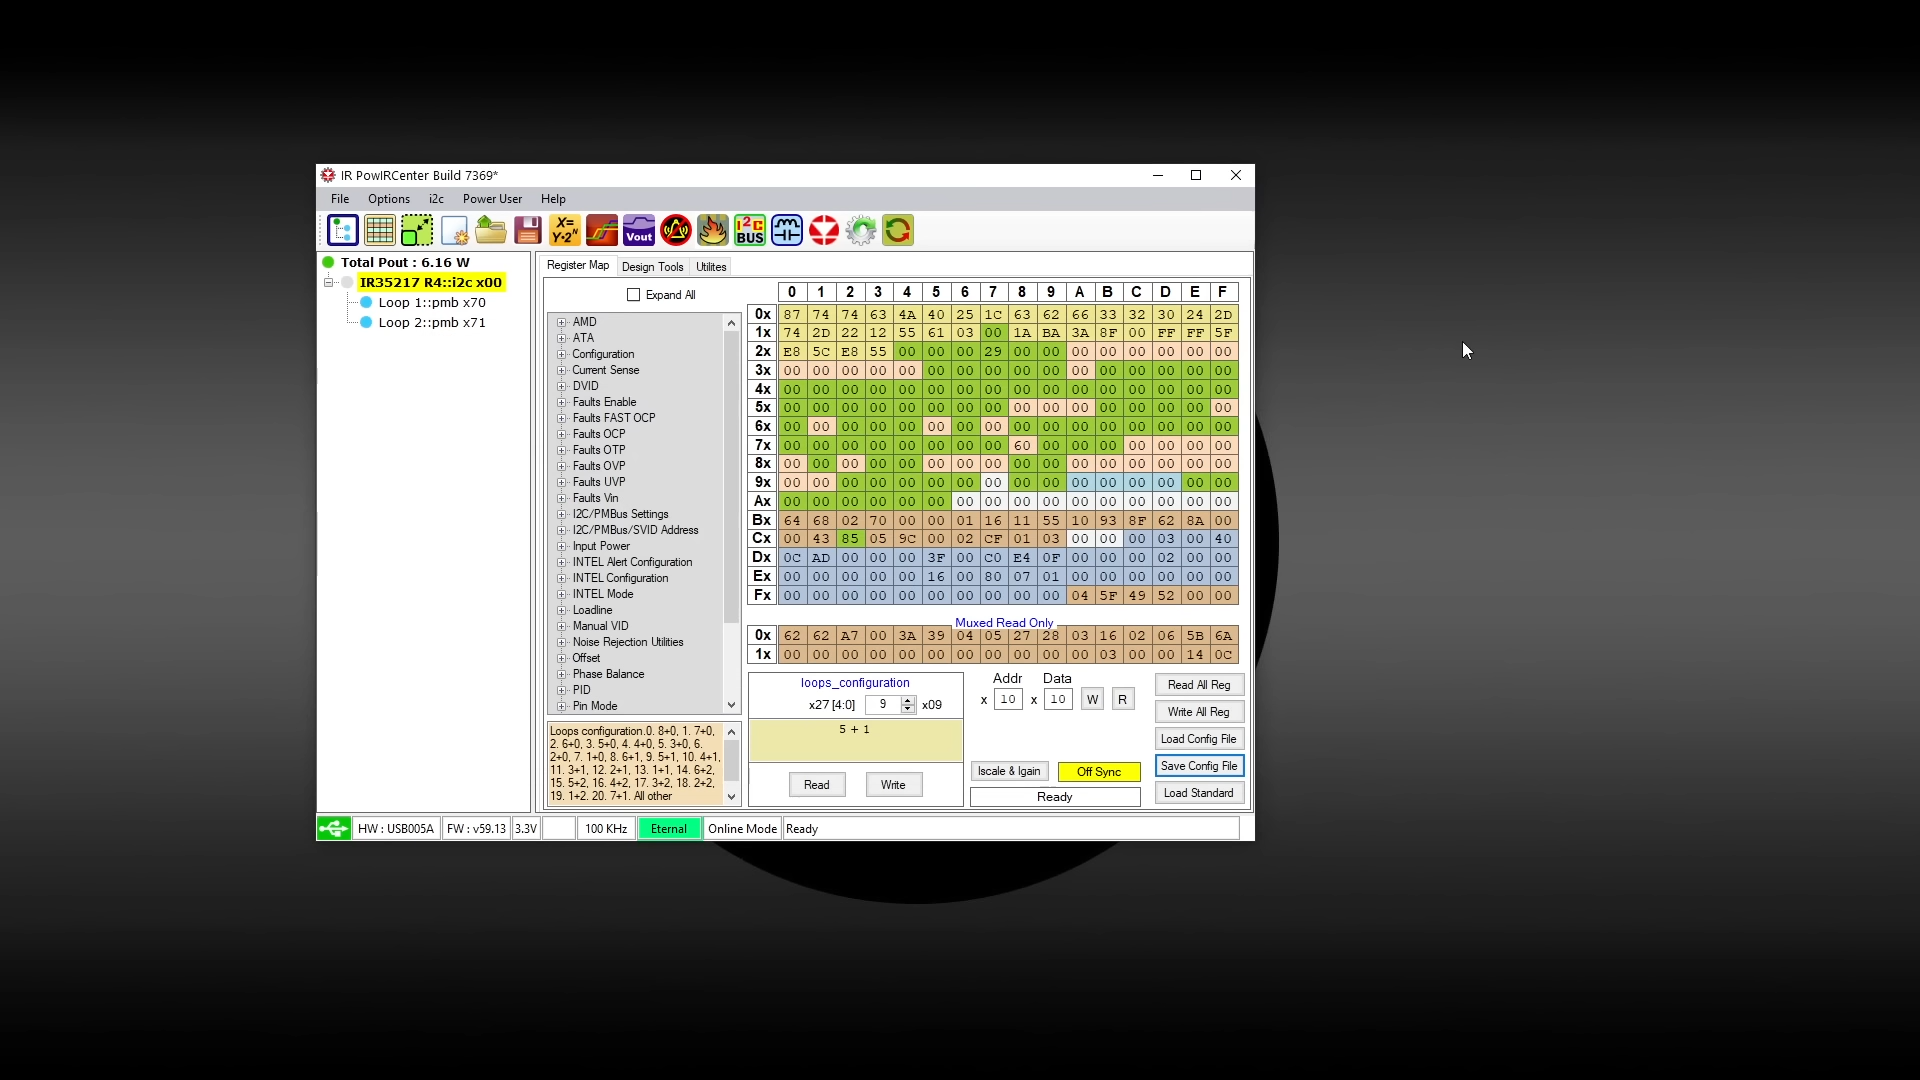 IR PowIRCenter Build 7369*
File Options i2c Power User Help
X= Y·2ᴺ Vout I²C BUS
Total Pout : 6.16 W
IR35217 R4::i2c x00
Loop 1::pmb x70
Loop 2::pmb x71
Register Map Design Tools Utilites
Expand All
AMD
ATA
Configuration
Current Sense
DVID
Faults Enable
Faults FAST OCP
Faults OCP
Faults OTP
Faults OVP
Faults UVP
Faults Vin
I2C/PMBus Settings
I2C/PMBus/SVID Address
Input Power
INTEL Alert Configuration
INTEL Configuration
INTEL Mode
Loadline
Manual VID
Noise Rejection Utilities
Offset
Phase Balance
PID
Pin Mode
Loops configuration.0. 8+0, 1. 7+0,
2. 6+0, 3. 5+0, 4. 4+0, 5. 3+0, 6.
2+0, 7. 1+0, 8. 6+1, 9. 5+1, 10. 4+1,
11. 3+1, 12. 2+1, 13. 1+1, 14. 6+2,
15. 5+2, 16. 4+2, 17. 3+2, 18. 2+2,
19. 1+2. 20. 7+1. All other
0 1 2 3 4 5 6 7 8 9 A B C D E F
0x 87 74 74 63 4A 40 25 1C 63 62 66 33 32 30 24 2D
1x 74 2D 22 12 55 61 03 00 1A BA 3A 8F 00 FF FF 5F
2x E8 5C E8 55 00 00 00 29 00 00 00 00 00 00 00 00
3x 00 00 00 00 00 00 00 00 00 00 00 00 00 00 00 00
4x 00 00 00 00 00 00 00 00 00 00 00 00 00 00 00 00
5x 00 00 00 00 00 00 00 00 00 00 00 00 00 00 00 00
6x 00 00 00 00 00 00 00 00 00 00 00 00 00 00 00 00
7x 00 00 00 00 00 00 00 00 60 00 00 00 00 00 00 00
8x 00 00 00 00 00 00 00 00 00 00 00 00 00 00 00 00
9x 00 00 00 00 00 00 00 00 00 00 00 00 00 00 00 00
Ax 00 00 00 00 00 00 00 00 00 00 00 00 00 00 00 00
Bx 64 68 02 70 00 00 01 16 11 55 10 93 8F 62 8A 00
Cx 00 43 85 05 9C 00 02 CF 01 03 00 00 00 03 00 40
Dx 0C AD 00 00 00 3F 00 C0 E4 0F 00 00 00 02 00 00
Ex 00 00 00 00 00 16 00 80 07 01 00 00 00 00 00 00
Fx 00 00 00 00 00 00 00 00 00 00 04 5F 49 52 00 00
Muxed Read Only
0x 62 62 A7 00 3A 39 04 05 27 28 03 16 02 06 5B 6A
1x 00 00 00 00 00 00 00 00 00 00 00 03 00 00 14 0C
loops_configuration
x27 [4:0] 9 x09
5 + 1
Read Write
Addr Data
x 10 x 10 W R
Iscale & Igain Off Sync
Ready
Read All Reg
Write All Reg
Load Config File
Save Config File
Load Standard
HW : USB005A FW : v59.13 3.3V 100 KHz Eternal Online Mode Ready